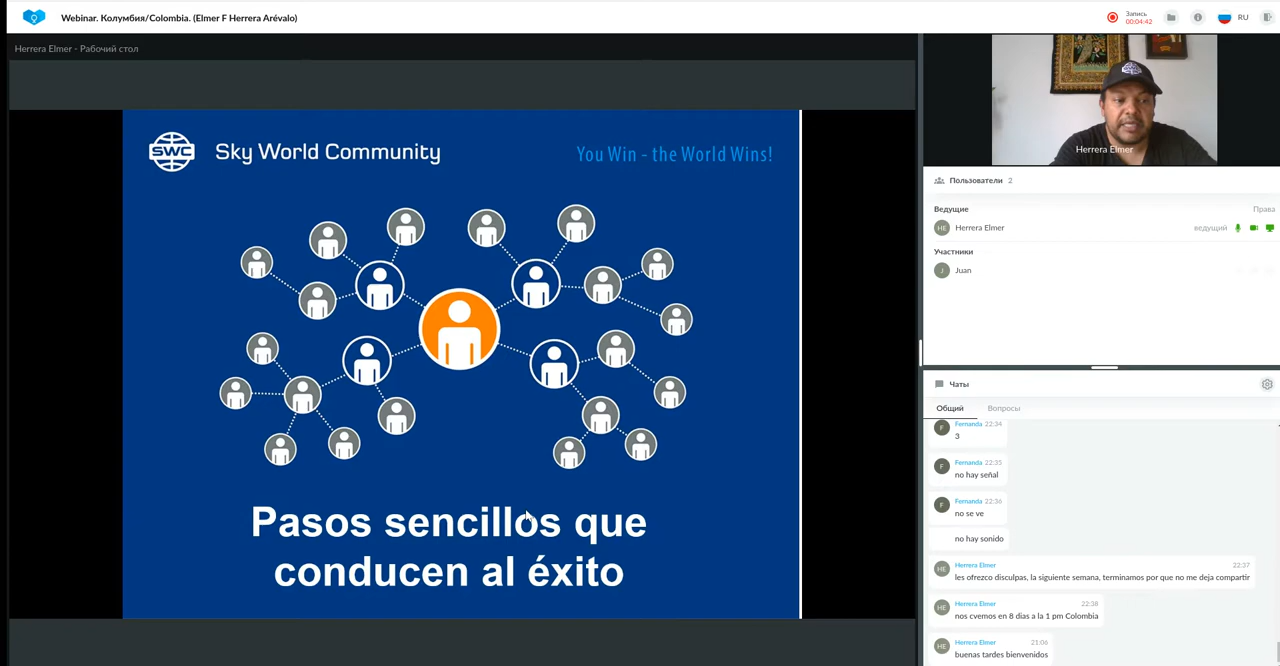 Webinar. Колумбия/Colombia. (Elmer F Herrera Arévalo)
Запись
00:04:42
RU
Herrera Elmer - Рабочий стол
SWC
Sky World Community
You Win - the World Wins!
Pasos sencillos que
conducen al éxito
Herrera Elmer
Пользователи 2
Ведущие
Права
HE
Herrera Elmer
ведущий
Участники
J
Juan
Чаты
Общий
Вопросы
F
Fernanda 22:34
3
F
Fernanda 22:35
no hay señal
F
Fernanda 22:36
no se ve
no hay sonido
HE
Herrera Elmer 22:37
les ofrezco disculpas, la siguiente semana, terminamos por que no me deja compartir
HE
Herrera Elmer 22:38
nos cvemos en 8 dias a la 1 pm Colombia
HE
Herrera Elmer 21:06
buenas tardes bienvenidos